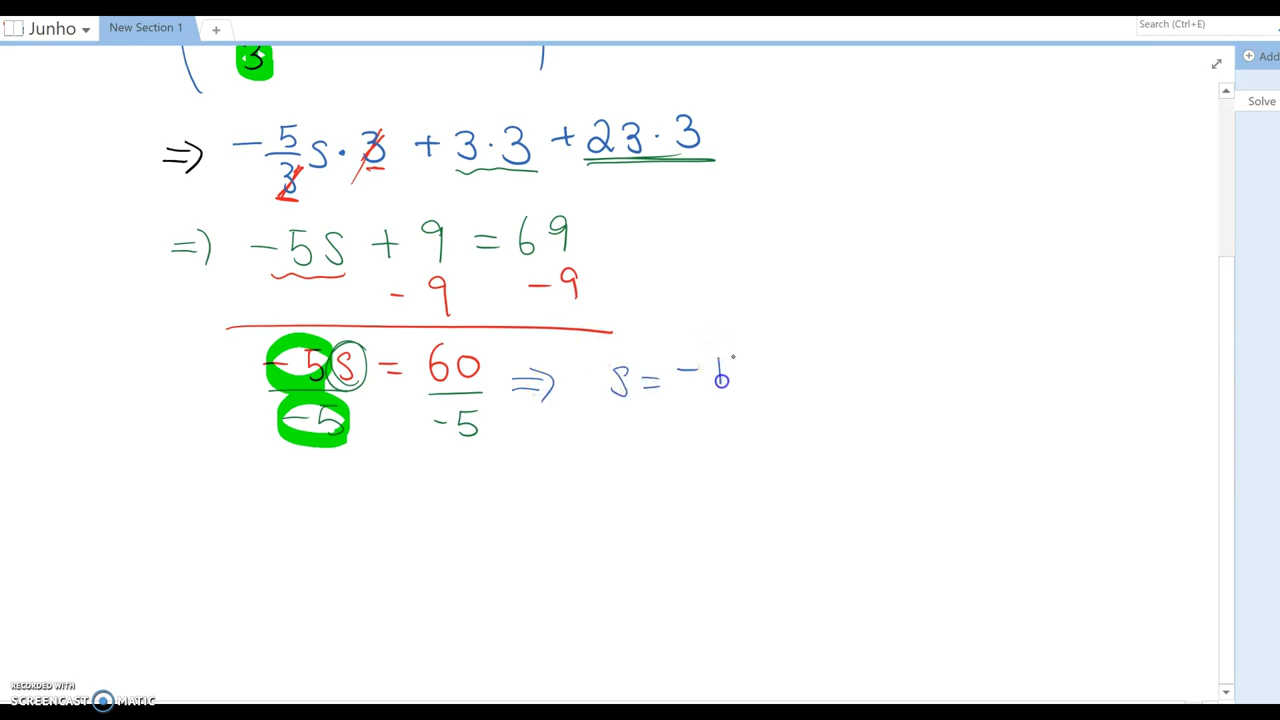 Junho
New Section 1
Search (Ctrl+E)
Add
Solve
3
⇒ - 5/3 s · 3 + 3 · 3 + 23 · 3
⇒ -5s + 9 = 69
- 9 - 9
-5s = 60 ⇒ s = -1
-5 -5
RECORDED WITH
SCREENCAST MATIC